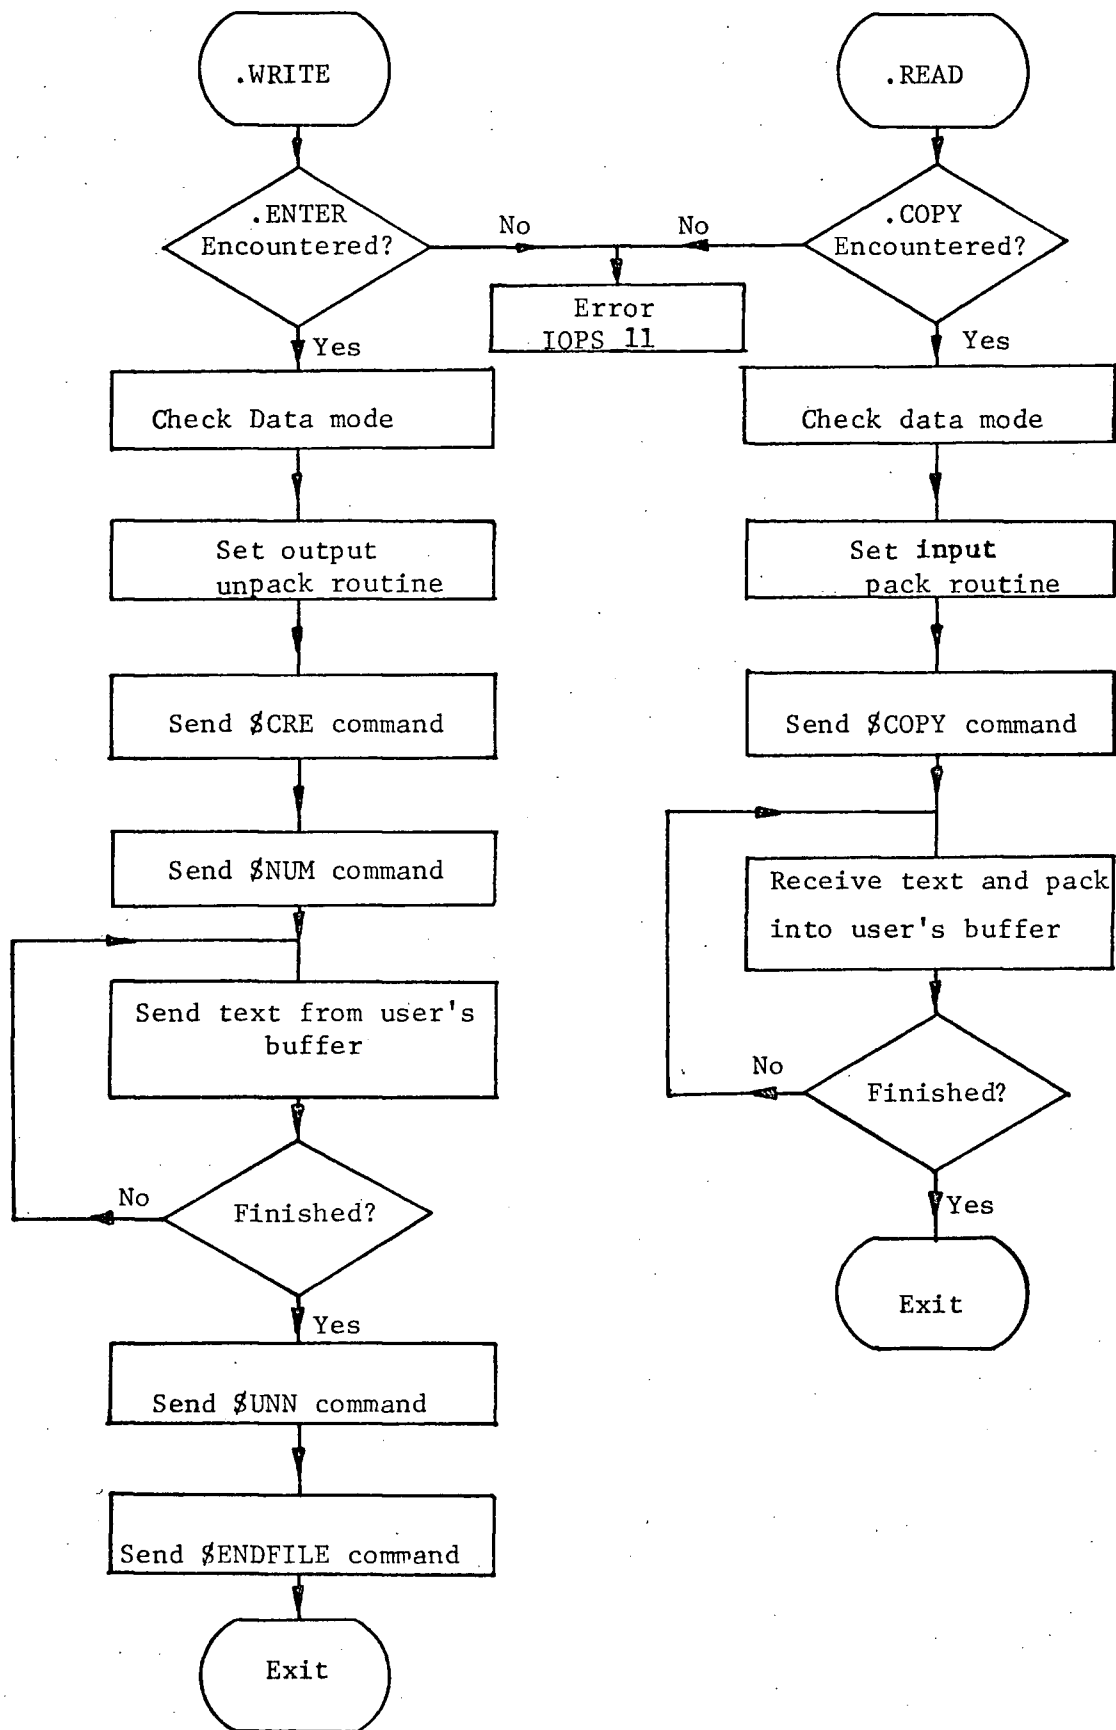 .WRITE
.ENTER
Encountered?
No
Error
IOPS 11
Yes
Check Data mode
Set output
unpack routine
Send $CRE command
Send $NUM command
Send text from user's
buffer
No
Finished?
Yes
Send $UNN command
Send $ENDFILE command
Exit
.READ
.COPY
Encountered?
No
Yes
Check data mode
Set input
pack routine
Send $COPY command
Receive text and pack
into user's buffer
No
Finished?
Yes
Exit